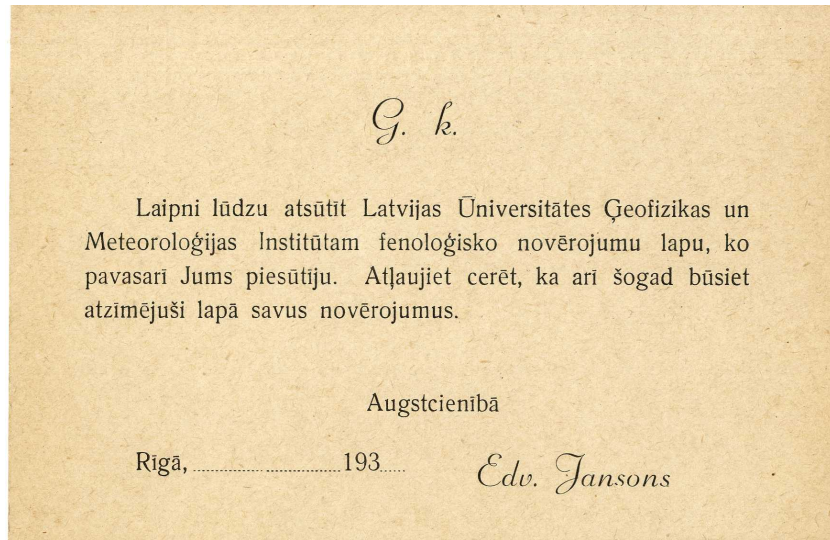 G. k.
Laipni lūdzu atsūtīt Latvijas Ūniversitātes Ģeofizikas un
Meteoroloģijas Institūtam fenoloģisko novērojumu lapu, ko
pavasarī Jums piesūtīju. Atļaujiet cerēt, ka arī šogad būsiet
atzīmējuši lapā savus novērojumus.
Augstcienībā
Rīgā, ........................ 193.....
Edv. Jansons